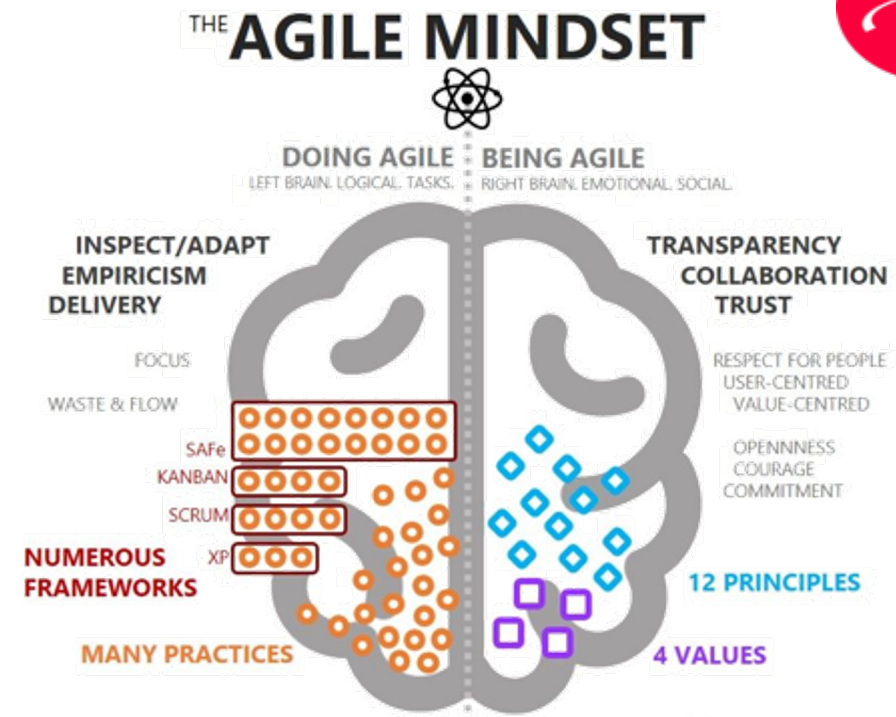 THE AGILE MINDSET
DOING AGILE
LEFT BRAIN. LOGICAL. TASKS.
BEING AGILE
RIGHT BRAIN. EMOTIONAL. SOCIAL.
INSPECT/ADAPT
EMPIRICISM
DELIVERY
FOCUS
WASTE & FLOW
SAFe
KANBAN
SCRUM
XP
NUMEROUS
FRAMEWORKS
MANY PRACTICES
TRANSPARENCY
COLLABORATION
TRUST
RESPECT FOR PEOPLE
USER-CENTRED
VALUE-CENTRED
OPENNNESS
COURAGE
COMMITMENT
12 PRINCIPLES
4 VALUES